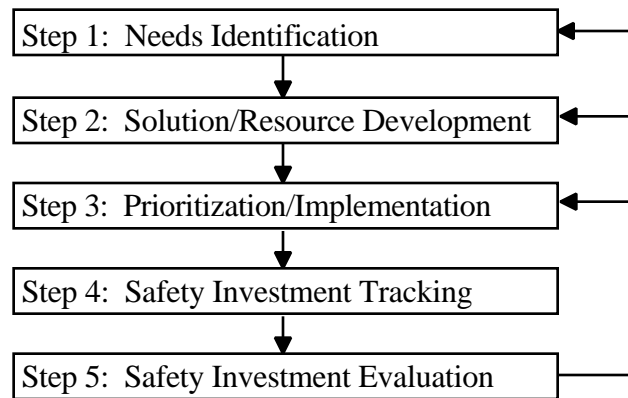 Step 1:  Needs Identification
Step 2:  Solution/Resource Development
Step 3:  Prioritization/Implementation
Step 4:  Safety Investment Tracking
Step 5:  Safety Investment Evaluation